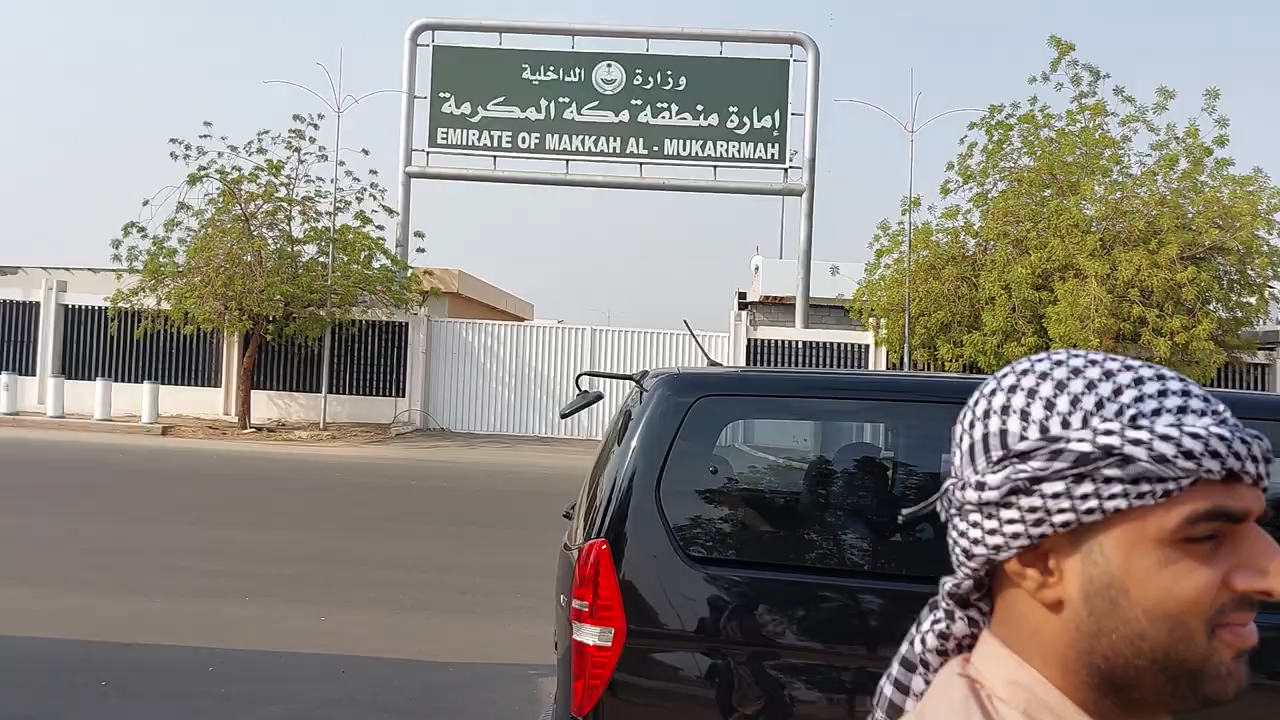 وزارة الداخلية
إمارة منطقة مكة المكرمة
EMIRATE OF MAKKAH AL - MUKARRMAH